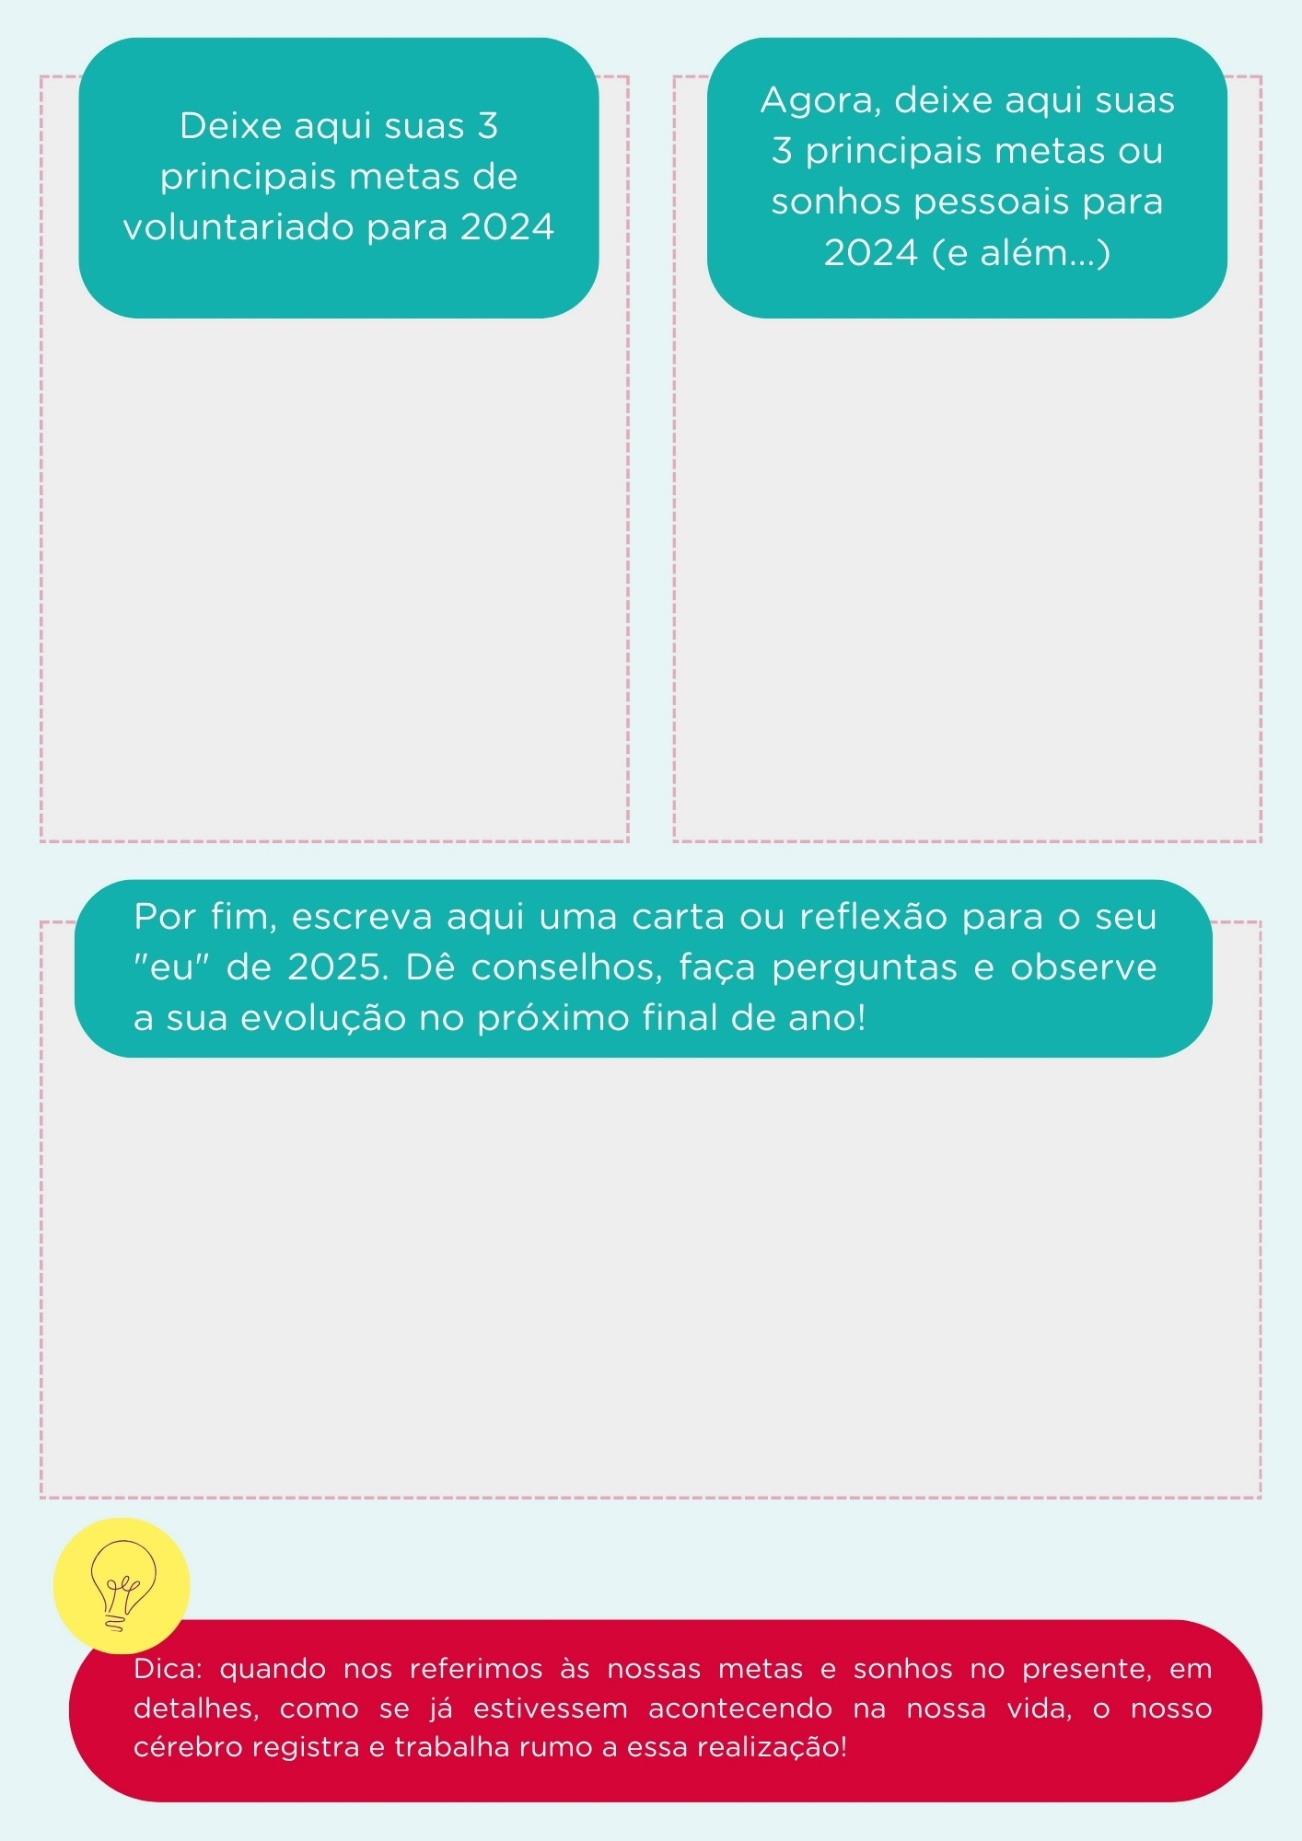 Deixe aqui suas 3
principais metas de
voluntariado para 2024
Agora, deixe aqui suas
3 principais metas ou
sonhos pessoais para
2024 (e além...)
Por fim, escreva aqui uma carta ou reflexão para o seu
"eu" de 2025. Dê conselhos, faça perguntas e observe
a sua evolução no próximo final de ano!
Dica: quando nos referimos às nossas metas e sonhos no presente, em
detalhes, como se já estivessem acontecendo na nossa vida, o nosso
cérebro registra e trabalha rumo a essa realização!